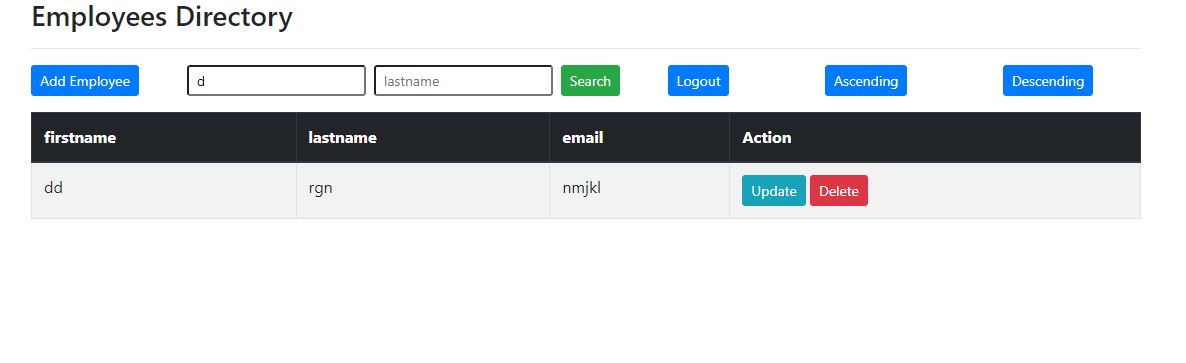 Employees Directory
Add Employee d lastname Search Logout Ascending Descending
firstname lastname email Action
dd rgn nmjkl Update Delete